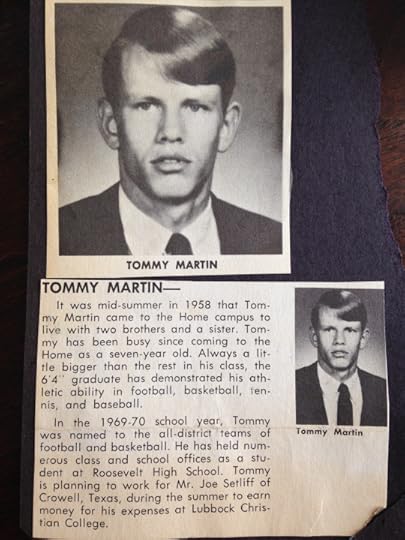 TOMMY MARTIN
TOMMY MARTIN—
It was mid-summer in 1958 that Tom-
my Martin came to the Home campus to
live with two brothers and a sister. Tom-
my has been busy since coming to the
Home as a seven-year old. Always a lit-
tle bigger than the rest in his class, the
6'4" graduate has demonstrated his ath-
letic ability in football, basketball, ten-
nis, and baseball.
In the 1969-70 school year, Tommy
was named to the all-district teams of
football and basketball. He has held num-
erous class and school offices as a stu-
dent at Roosevelt High School. Tommy
is planning to work for Mr. Joe Setliff of
Crowell, Texas, during the summer to earn
money for his expenses at Lubbock Chris-
tian College.
Tommy Martin